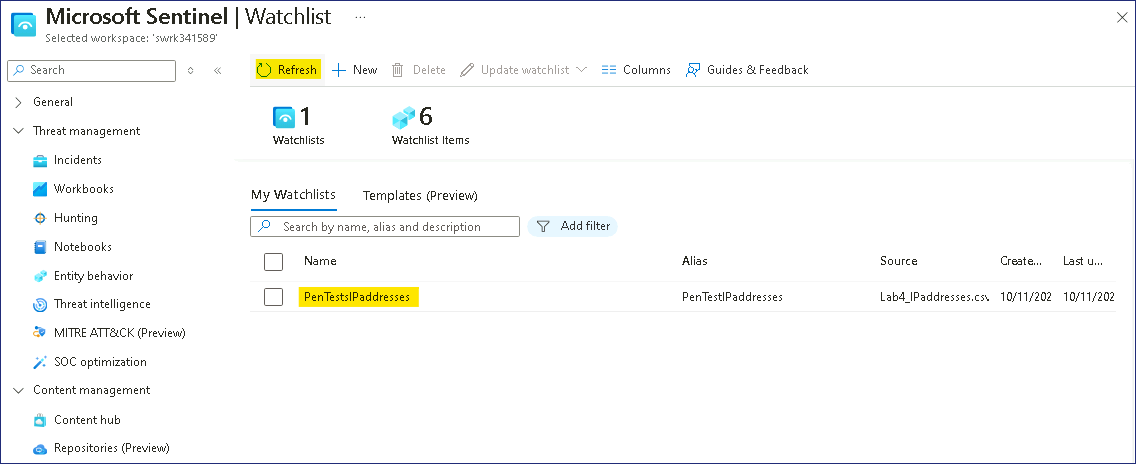 Microsoft Sentinel | Watchlist ...
Selected workspace: 'swrk341589'
Search
General
Threat management
Incidents
Workbooks
Hunting
Notebooks
Entity behavior
Threat intelligence
MITRE ATT&CK (Preview)
SOC optimization
Content management
Content hub
Repositories (Preview)
Refresh New Delete Update watchlist Columns Guides & Feedback
1 6
Watchlists Watchlist Items
My Watchlists Templates (Preview)
Search by name, alias and description Add filter
Name Alias Source Create... Last u...
PenTestsIPaddresses PenTestIPaddresses Lab4_IPaddresses.csv 10/11/202 10/11/202